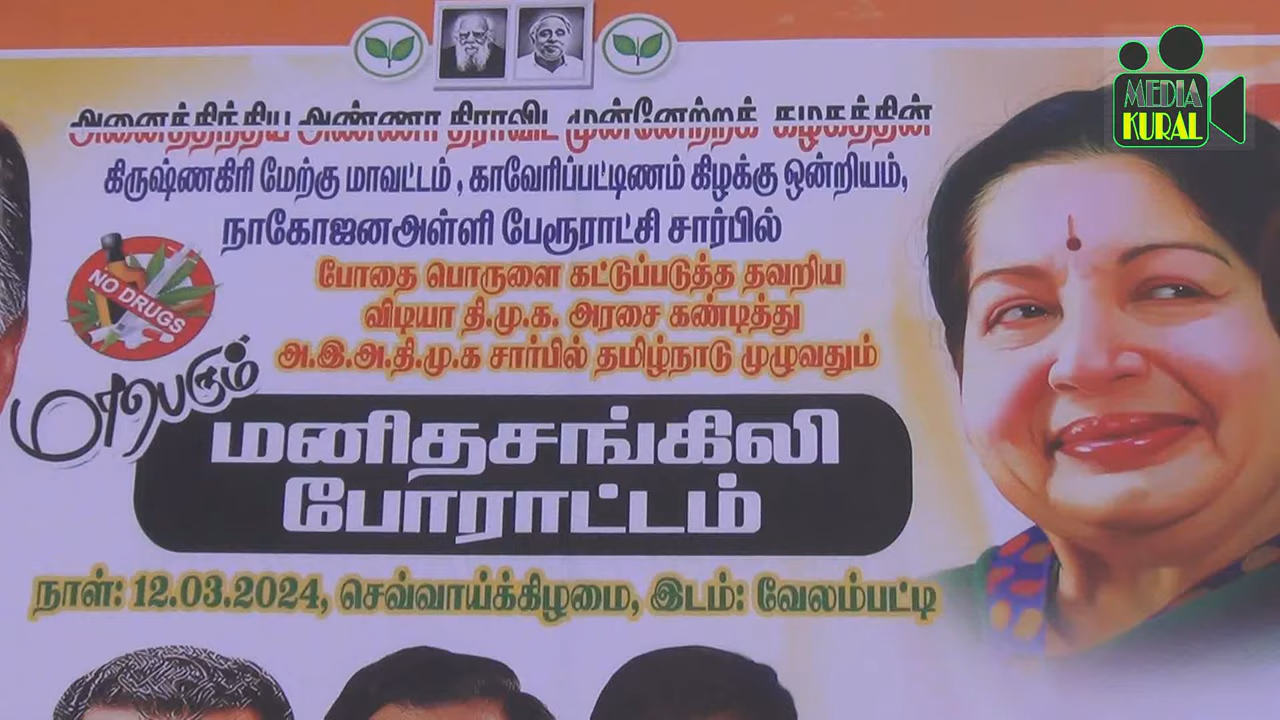 அனைத்திந்திய அண்ணா திராவிட முன்னேற்றக் கழகத்தின்
கிருஷ்ணகிரி மேற்கு மாவட்டம் , காவேரிப்பட்டிணம் கிழக்கு ஒன்றியம்,
நாகோஜனஅள்ளி பேரூராட்சி சார்பில்
NO DRUGS
போதை பொருளை கட்டுப்படுத்த தவறிய
விடியா தி.மு.க. அரசை கண்டித்து
அ.இ.அ.தி.மு.க சார்பில் தமிழ்நாடு முழுவதும்
மாபெரும்
மனிதசங்கிலி
போராட்டம்
நாள்: 12.03.2024, செவ்வாய்க்கிழமை, இடம்: வேலம்பட்டி
MEDIA
KURAL